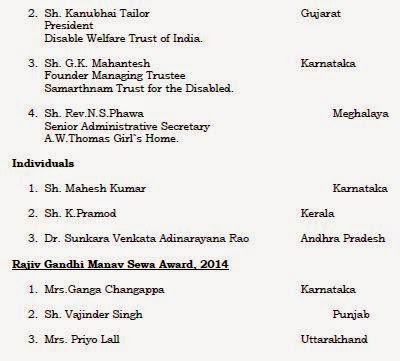 2. Sh. Kanubhai Tailor Gujarat
President
Disable Welfare Trust of India.
3. Sh. G.K. Mahantesh Karnataka
Founder Managing Trustee
Samarthnam Trust for the Disabled.
4. Sh. Rev.N.S.Phawa Meghalaya
Senior Administrative Secretary
A.W.Thomas Girl`s Home.
Individuals
1. Sh. Mahesh Kumar Karnataka
2. Sh. K.Pramod Kerala
3. Dr. Sunkara Venkata Adinarayana Rao Andhra Pradesh
Rajiv Gandhi Manav Sewa Award, 2014
1. Mrs.Ganga Changappa Karnataka
2. Sh. Vajinder Singh Punjab
3. Mrs. Priyo Lall Uttarakhand